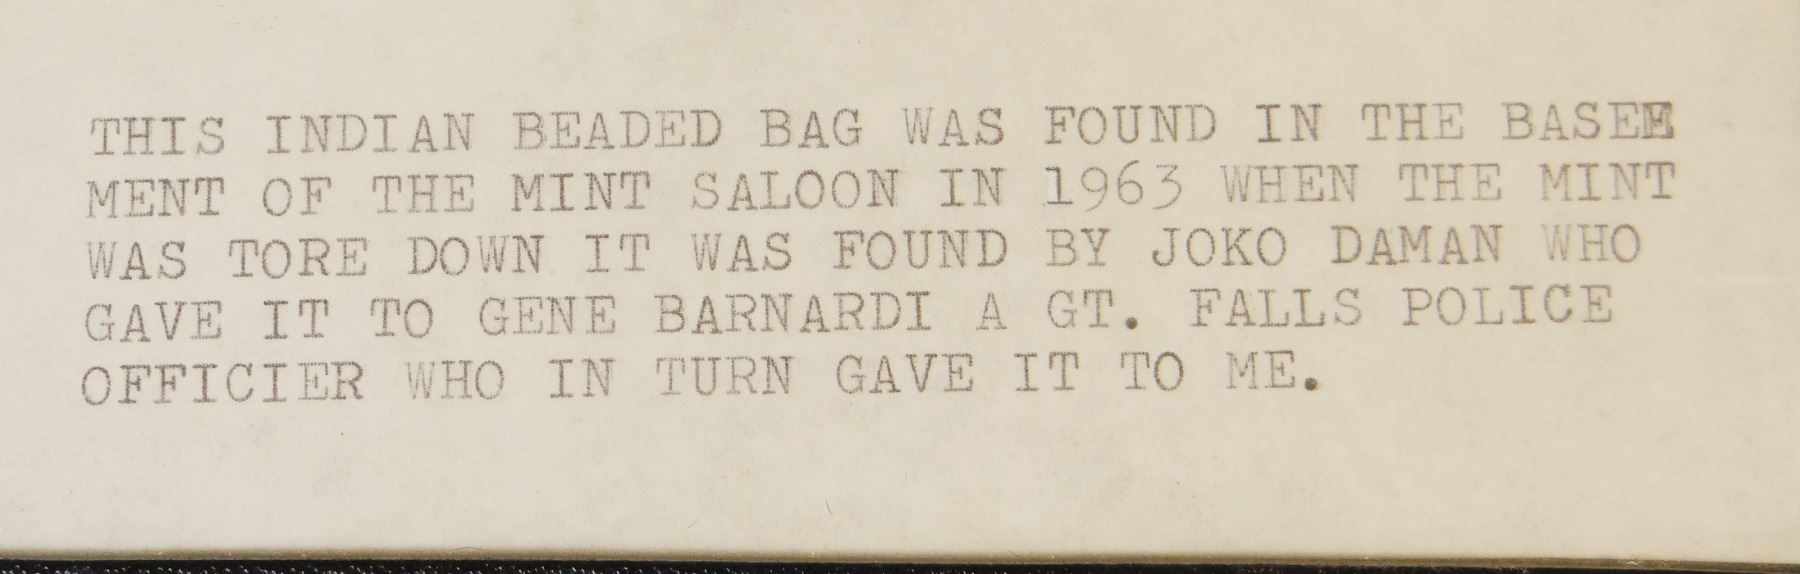 THIS INDIAN BEADED BAG WAS FOUND IN THE BASEE
MENT OF THE MINT SALOON IN 1963 WHEN THE MINT
WAS TORE DOWN IT WAS FOUND BY JOKO DAMAN WHO
GAVE IT TO GENE BARNARDI A GT. FALLS POLICE
OFFICIER WHO IN TURN GAVE IT TO ME.